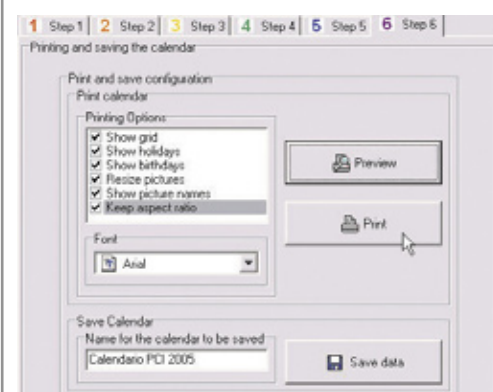 1 Step 1 2 Step 2 3 Step 3 4 Step 4 5 Step 5 6 Step 6
Printing and saving the calendar
Print and save configuration
Print calendar
Printing Options
Show grid
Show holidays
Show birthdays
Resize pictures
Show picture names
Keep aspect ratio
Preview
Print
Font
Arial
Save Calendar
Name for the calendar to be saved
Calendario PCI 2005
Save data